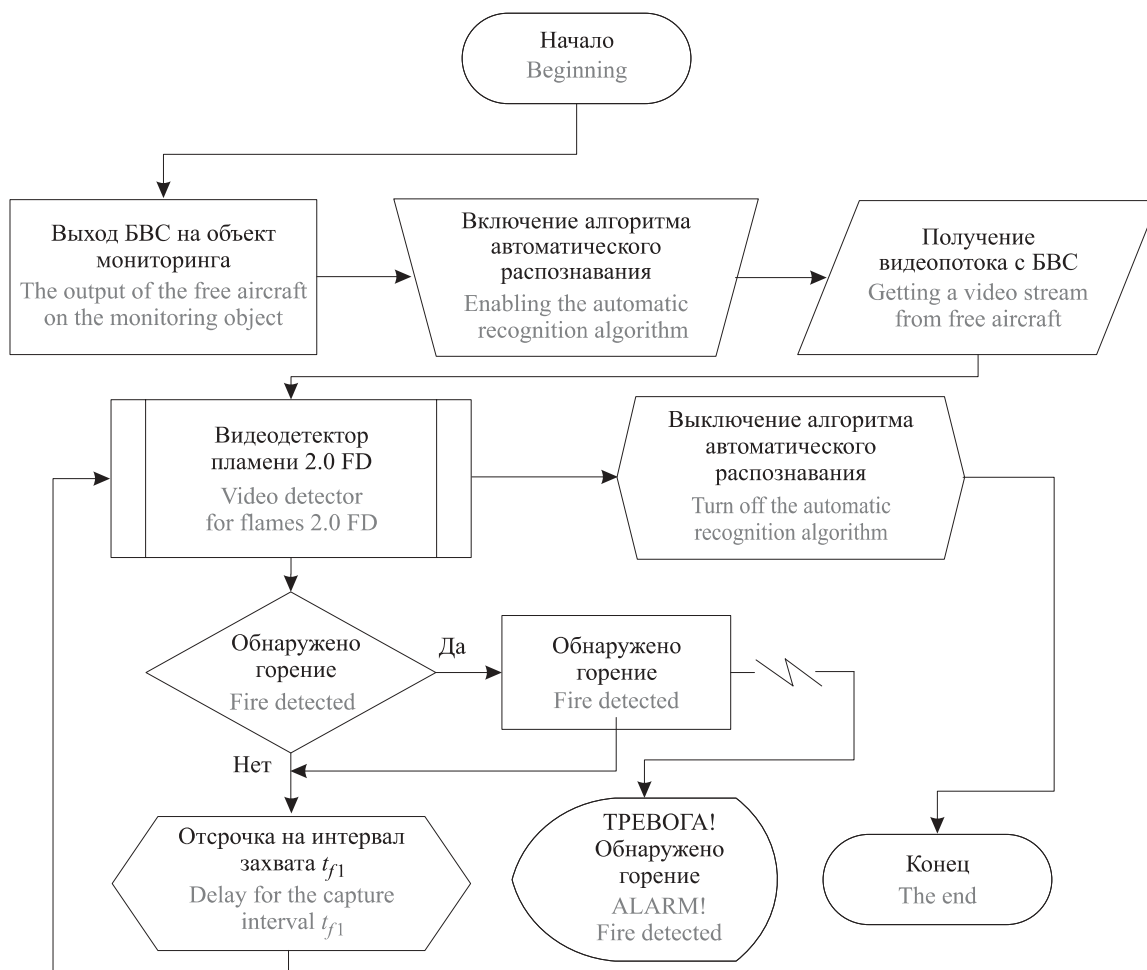 Начало
Beginning
Выход БВС на объект
мониторинга
The output of the free aircraft
on the monitoring object
Включение алгоритма
автоматического
распознавания
Enabling the automatic
recognition algorithm
Получение
видеопотока с БВС
Getting a video stream
from free aircraft
Видеодетектор
пламени 2.0 FD
Video detector
for flames 2.0 FD
Выключение алгоритма
автоматического
распознавания
Turn off the automatic
recognition algorithm
Обнаружено
горение
Fire detected
Да
Обнаружено
горение
Fire detected
Нет
Отсрочка на интервал
захвата tf1
Delay for the capture
interval tf1
ТРЕВОГА!
Обнаружено
горение
ALARM!
Fire detected
Конец
The end